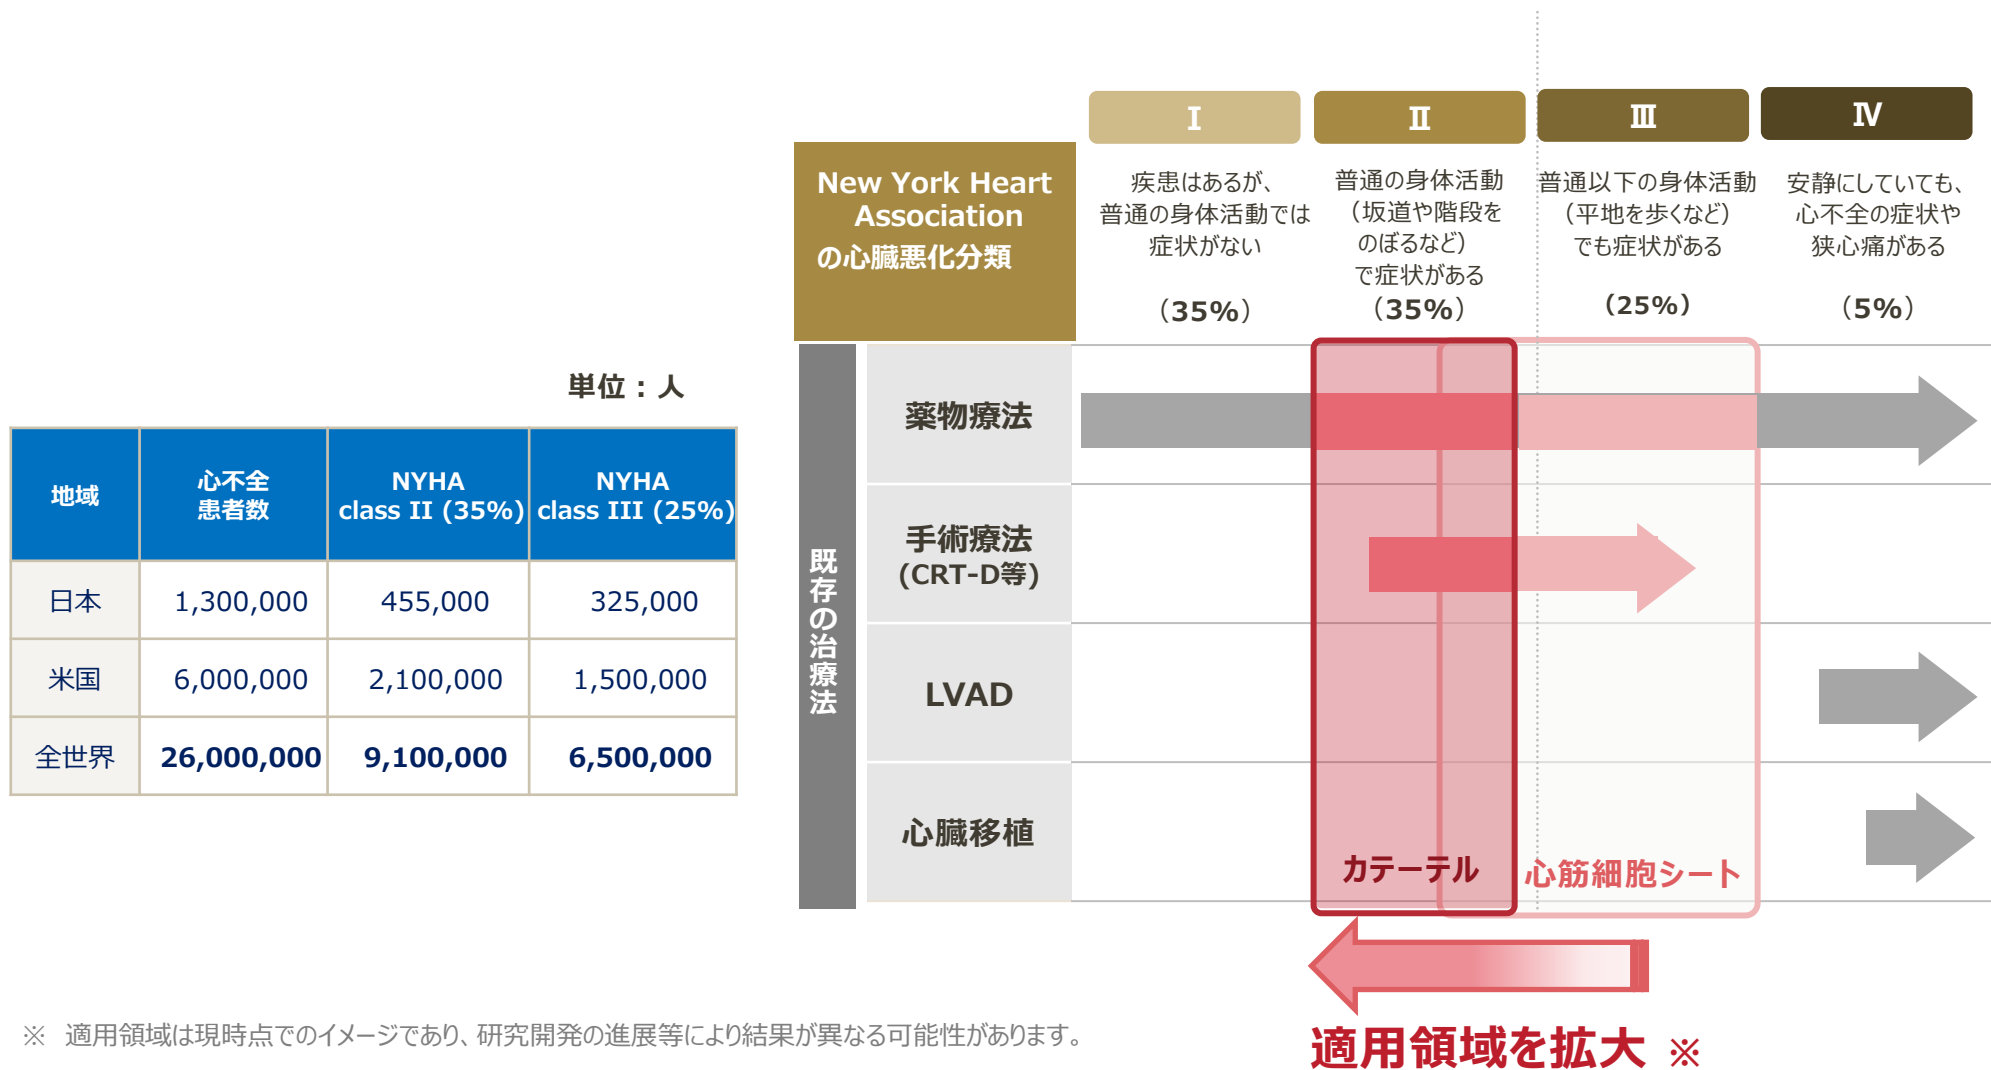 単位：人
地域
心不全
患者数
NYHA
class II (35%)
NYHA
class III (25%)
日本
1,300,000
455,000
325,000
米国
6,000,000
2,100,000
1,500,000
全世界
26,000,000
9,100,000
6,500,000
New York Heart
Association
の心臓悪化分類
Ⅰ
疾患はあるが、
普通の身体活動では
症状がない
（35%）
Ⅱ
普通の身体活動
（坂道や階段を
のぼるなど）
で症状がある
（35%）
Ⅲ
普通以下の身体活動
（平地を歩くなど）
でも症状がある
（25%）
Ⅳ
安静にしていても、
心不全の症状や
狭心痛がある
（5%）
既存の治療法
薬物療法
手術療法
(CRT-D等)
LVAD
心臓移植
カテーテル
心筋細胞シート
適用領域を拡大 ※
※　適用領域は現時点でのイメージであり、研究開発の進展等により結果が異なる可能性があります。